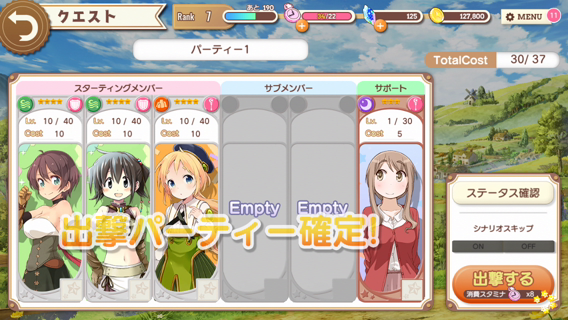 クエスト
Rank 7
あと 190
34/22
125
127,800
MENU
11
パーティー1
TotalCost 30/ 37
スターティングメンバー
サブメンバー
サポート
Lv. 10 / 40
Cost 10
Lv. 10 / 40
Cost 10
Lv. 10 / 40
Cost 10
Lv. 1 / 30
Cost 5
Empty
Empty
出撃パーティー確定!
ステータス確認
シナリオスキップ
ON OFF
出撃する
消費スタミナ x8